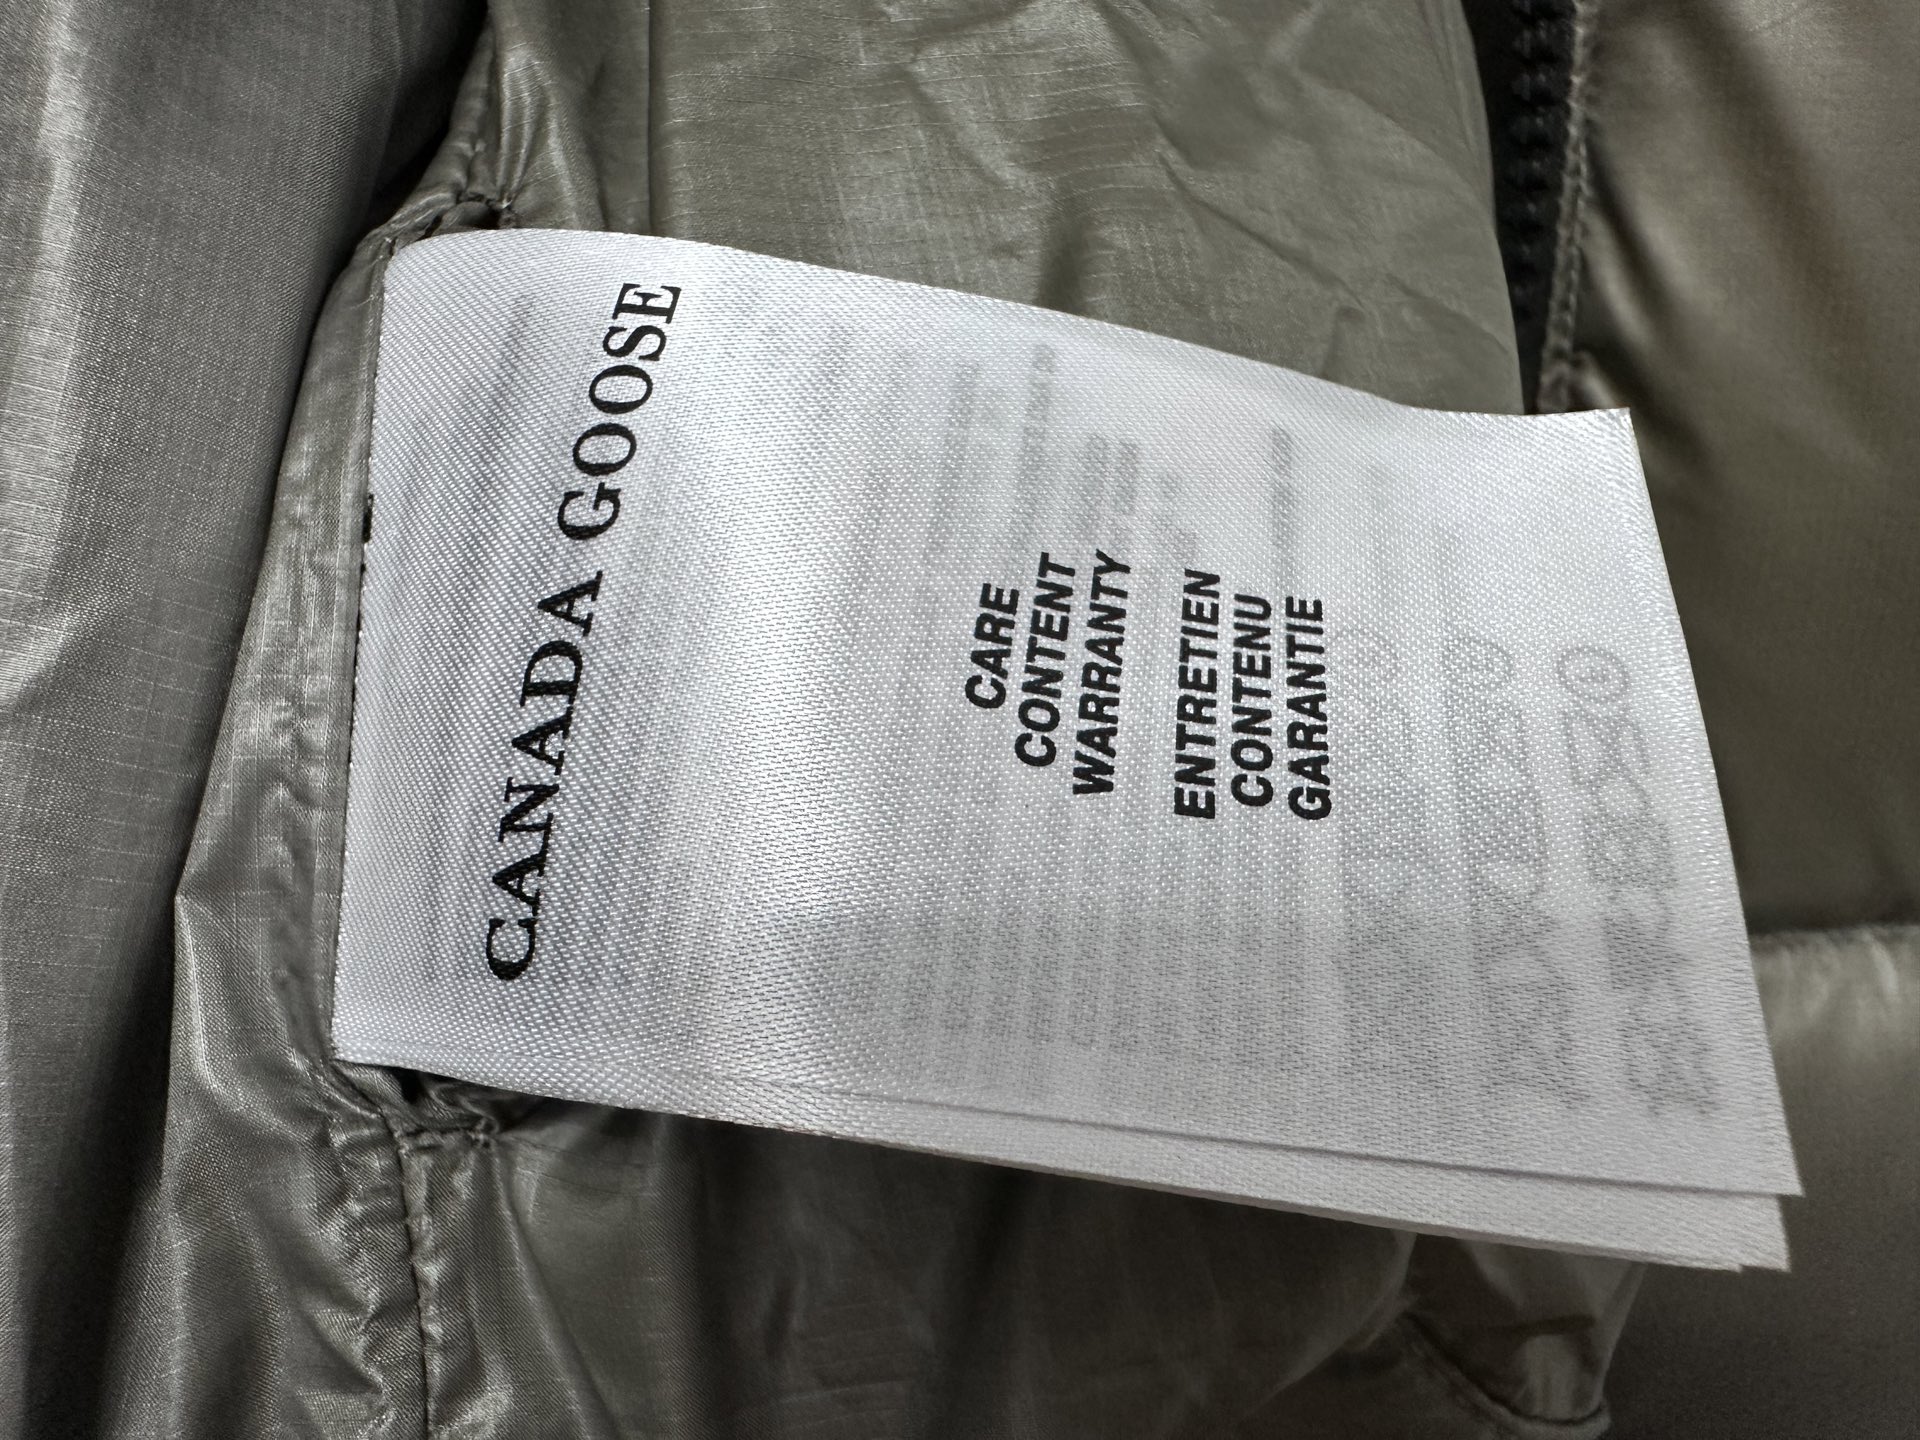 CANADA GOOSE
CARE
CONTENT
WARRANTY
ENTRETIEN
CONTENU
GARANTIE